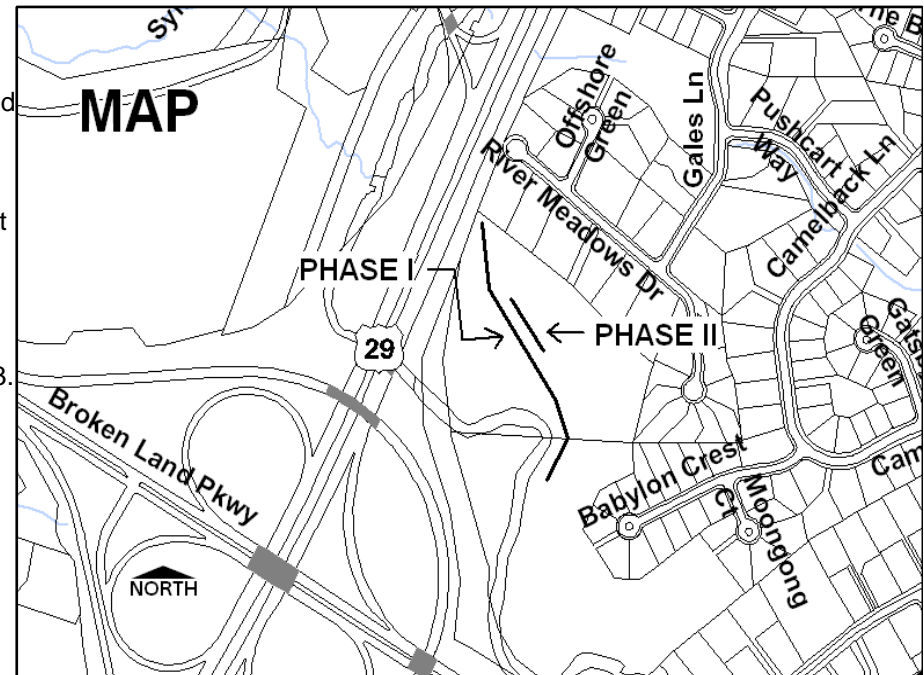 MAP
Offshore
Green
Gales Ln
Pushcart
Way
Camelback Ln
River Meadows Dr
PHASE I
PHASE II
29
Green
Broken Land Pkwy
Babylon Crest
Moongong
Ct
NORTH